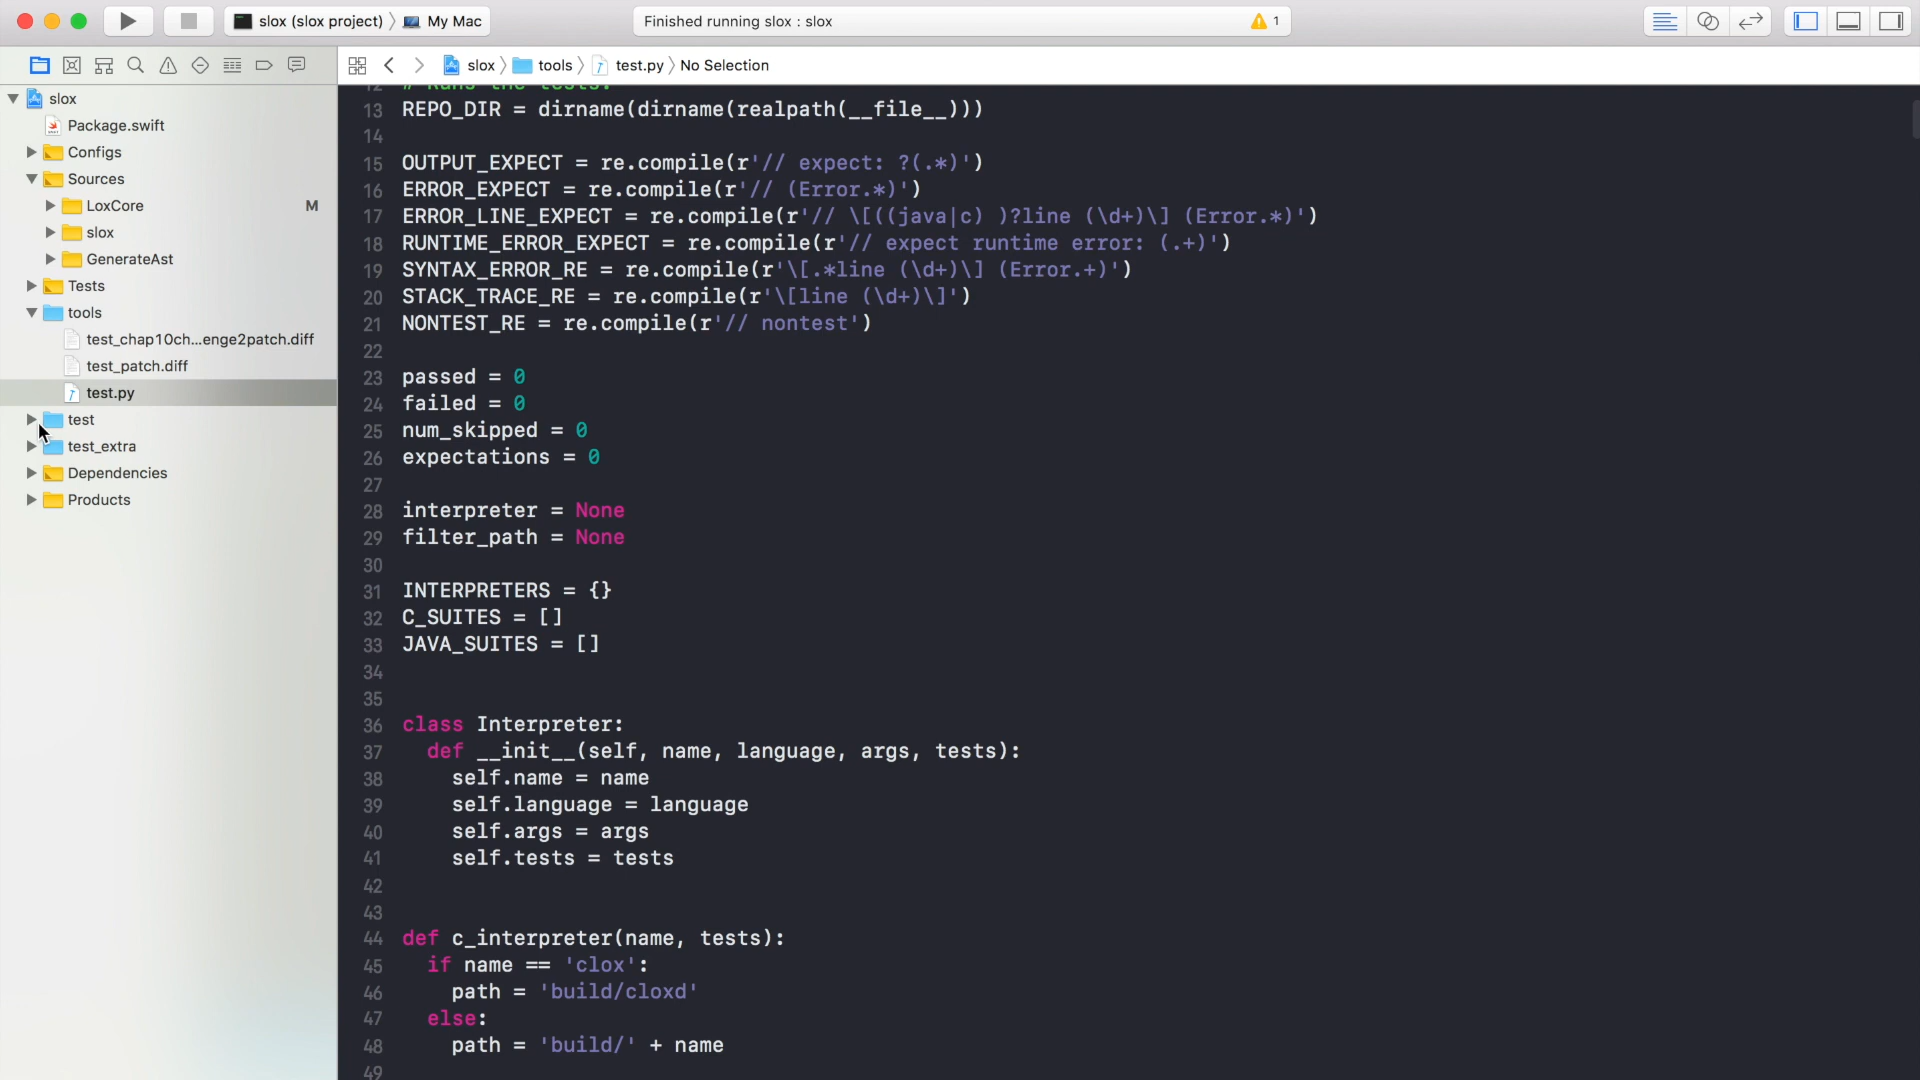 slox (slox project) 〉 My Mac
Finished running slox : slox
1
slox 〉 tools 〉 test.py 〉 No Selection
slox
Package.swift
Configs
Sources
LoxCore
M
slox
GenerateAst
Tests
tools
test_chap10ch...enge2patch.diff
test_patch.diff
test.py
test
test_extra
Dependencies
Products
12 # Runs the tests.
13 REPO_DIR = dirname(dirname(realpath(__file__)))
14
15 OUTPUT_EXPECT = re.compile(r'// expect: ?(.*)')
16 ERROR_EXPECT = re.compile(r'// (Error.*)')
17 ERROR_LINE_EXPECT = re.compile(r'// \[((java|c) )?line (\d+)\] (Error.*)')
18 RUNTIME_ERROR_EXPECT = re.compile(r'// expect runtime error: (.+)')
19 SYNTAX_ERROR_RE = re.compile(r'\[.*line (\d+)\] (Error.+)')
20 STACK_TRACE_RE = re.compile(r'\[line (\d+)\]')
21 NONTEST_RE = re.compile(r'// nontest')
22
23 passed = 0
24 failed = 0
25 num_skipped = 0
26 expectations = 0
27
28 interpreter = None
29 filter_path = None
30
31 INTERPRETERS = {}
32 C_SUITES = []
33 JAVA_SUITES = []
34
35
36 class Interpreter:
37 def __init__(self, name, language, args, tests):
38 self.name = name
39 self.language = language
40 self.args = args
41 self.tests = tests
42
43
44 def c_interpreter(name, tests):
45 if name == 'clox':
46 path = 'build/cloxd'
47 else:
48 path = 'build/' + name
49